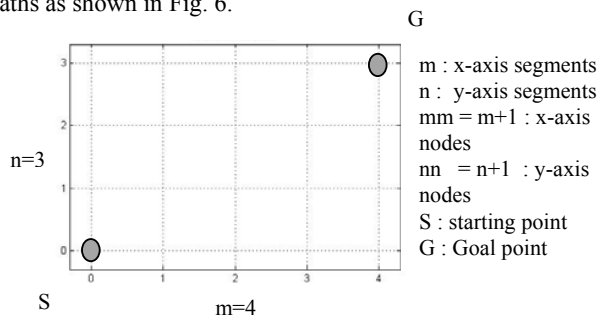 aths as shown in Fig. 6.
G
m : x-axis segments
n : y-axis segments
mm = m+1 : x-axis
nodes
nn = n+1 : y-axis
nodes
S : starting point
G : Goal point
n=3
3
2
1
0
0 1 2 3 4
S
m=4